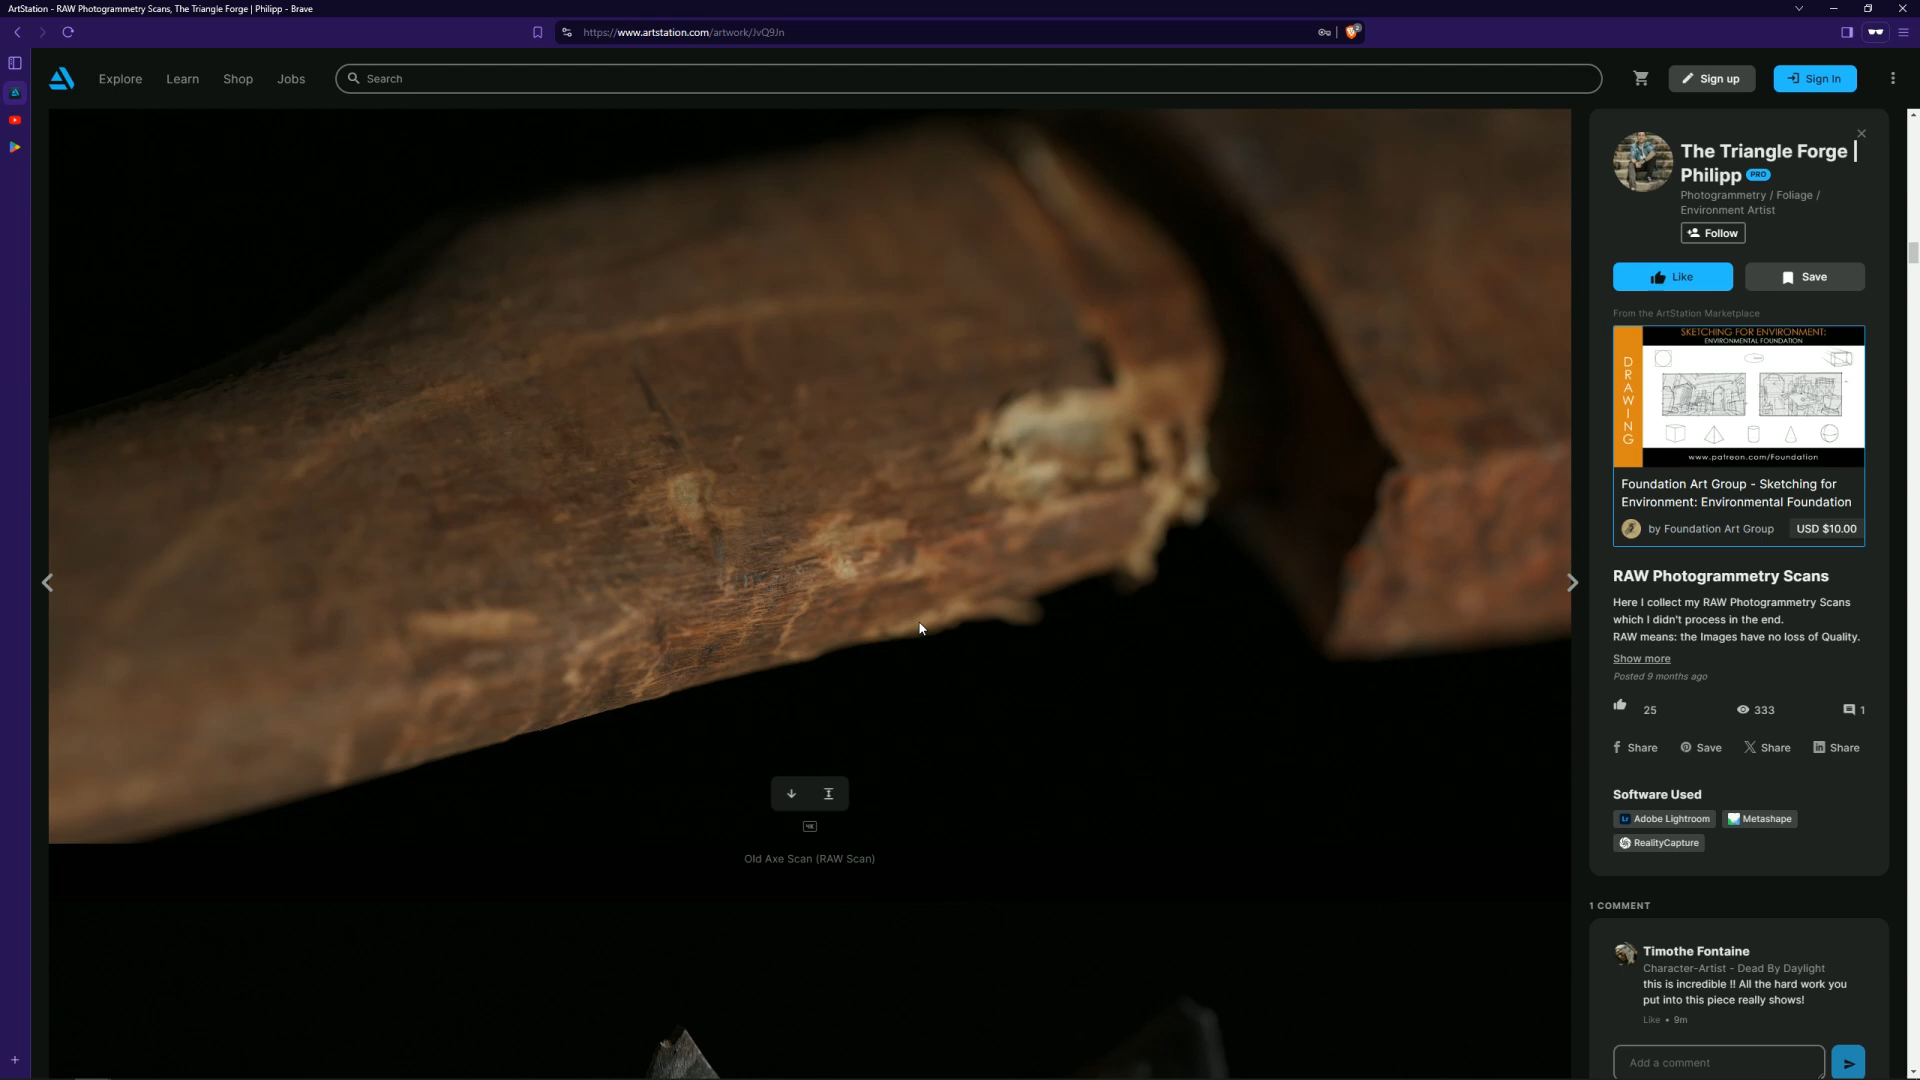 ArtStation - RAW Photogrammetry Scans, The Triangle Forge | Philipp - Brave
https://www.artstation.com/artwork/JvQ9Jn
Explore
Learn
Shop
Jobs
Search
Sign up
Sign In
The Triangle Forge |
Philipp PRO
Photogrammetry / Foliage /
Environment Artist
Follow
Like
Save
From the ArtStation Marketplace
SKETCHING FOR ENVIRONMENT:
ENVIRONMENTAL FOUNDATION
DRAWING
www.patreon.com/Foundation
Foundation Art Group - Sketching for
Environment: Environmental Foundation
by Foundation Art Group
USD $10.00
RAW Photogrammetry Scans
Here I collect my RAW Photogrammetry Scans
which I didn't process in the end.
RAW means: the Images have no loss of Quality.
Show more
Posted 9 months ago
25
333
1
Share
Save
Share
Share
Software Used
Lr Adobe Lightroom
Metashape
RealityCapture
4K
Old Axe Scan (RAW Scan)
1 COMMENT
Timothe Fontaine
Character-Artist - Dead By Daylight
this is incredible !! All the hard work you
put into this piece really shows!
Like • 9m
Add a comment